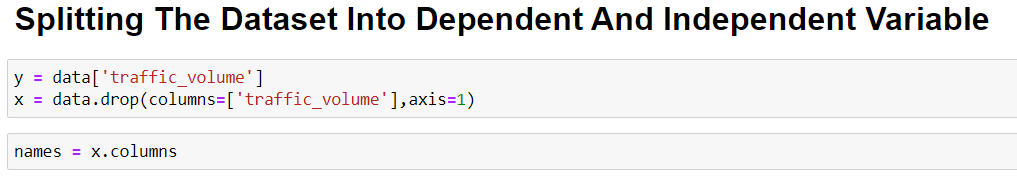 Splitting The Dataset Into Dependent And Independent Variable
y = data['traffic_volume']
x = data.drop(columns=['traffic_volume'],axis=1)
names = x.columns